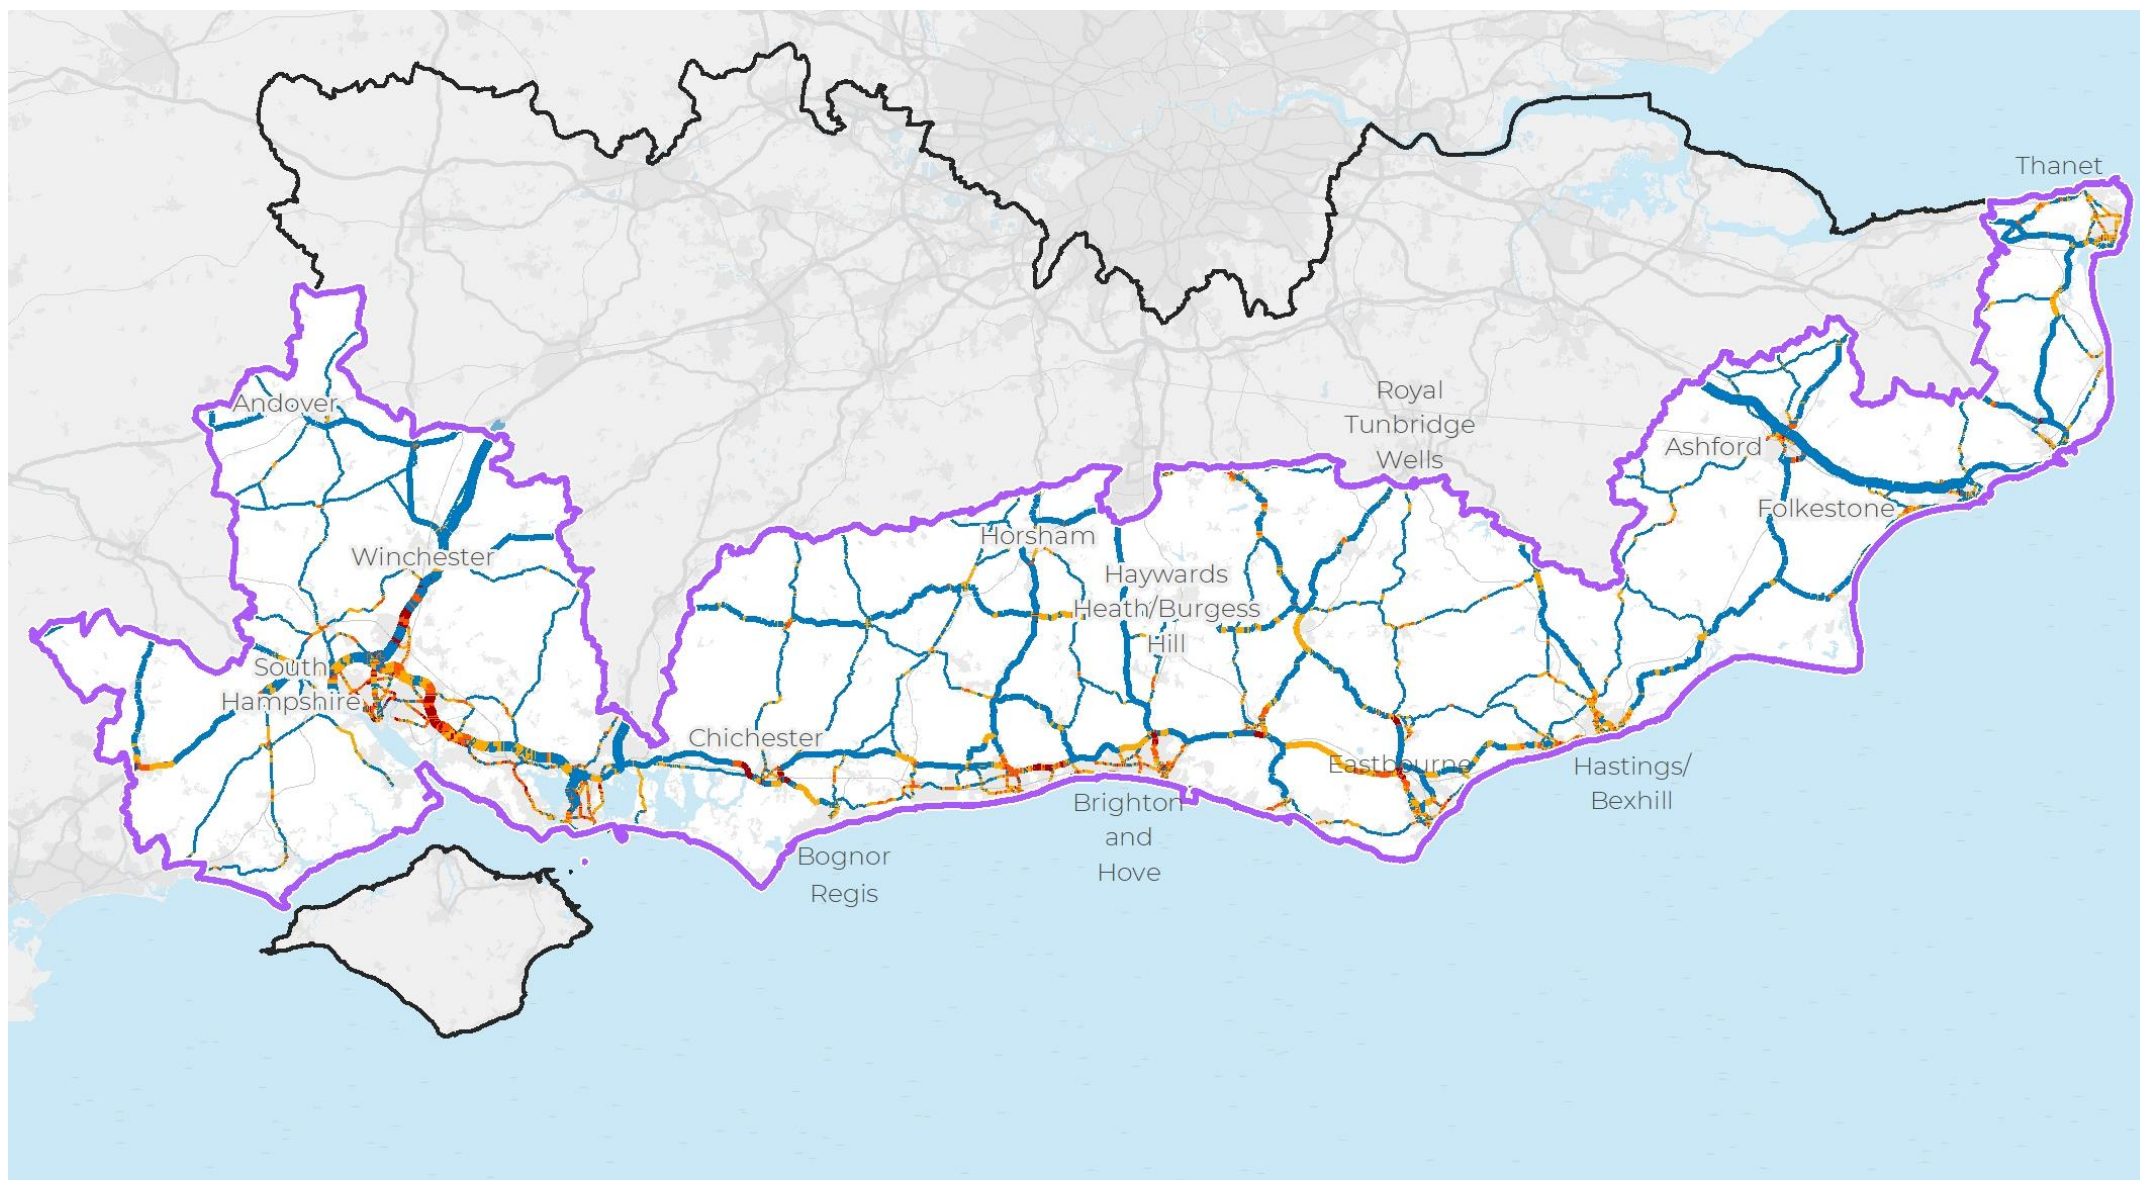 Thanet
Royal
Tunbridge
Wells
Andover
Ashford
Folkestone
Horsham
Winchester
Haywards
Heath/Burgess
Hill
South
Hampshire
Chichester
Eastbourne
Hastings/
Bexhill
Brighton
and
Hove
Bognor
Regis